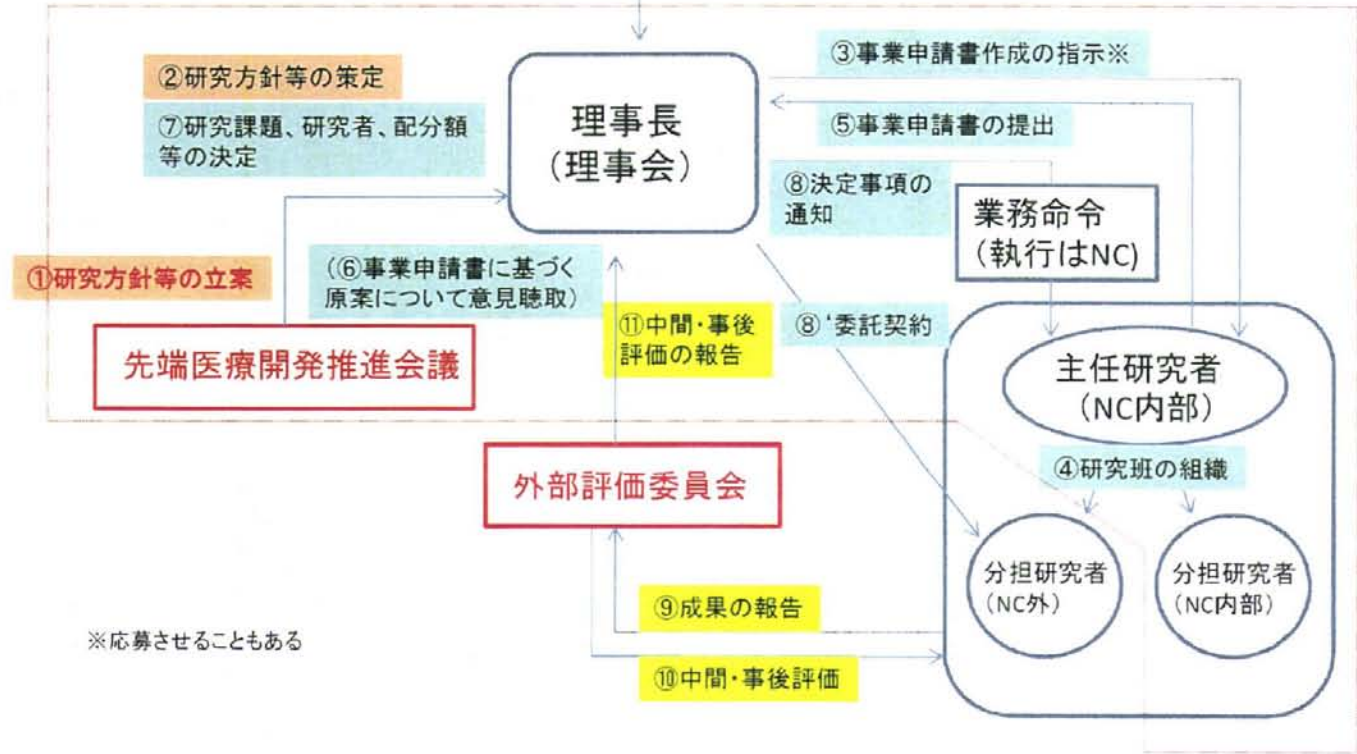 ②研究方針等の策定
⑦研究課題、研究者、配分額
等の決定
理事長
(理事会)
③事業申請書作成の指示※
⑤事業申請書の提出
⑧決定事項の
通知
業務命令
(執行はNC)
①研究方針等の立案
(⑥事業申請書に基づく
原案について意見聴取)
⑪中間・事後
評価の報告
⑧‘委託契約
先端医療開発推進会議
主任研究者
(NC内部)
外部評価委員会
④研究班の組織
分担研究者
(NC外)
分担研究者
(NC内部)
⑨成果の報告
⑩中間・事後評価
※応募させることもある